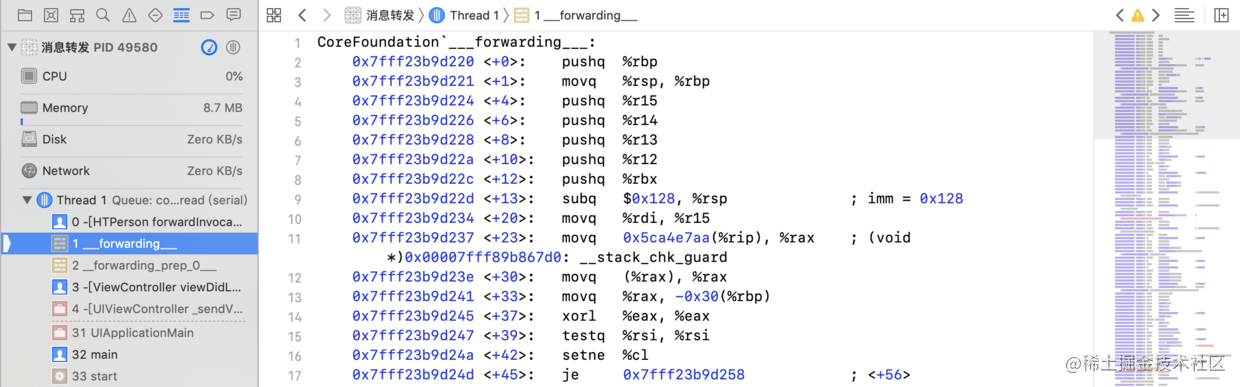 消息转发 〉 Thread 1 〉 1 ___forwarding___
消息转发 PID 49580
CPU 0%
Memory 8.7 MB
Disk Zero KB/s
Network Zero KB/s
Thread 1 Queue: co...read (serial)
0 -[HTPerson forwardInvoca...
1 ___forwarding___
2 __forwarding_prep_0___
3 -[ViewController viewDidL...
4 -[UIViewController _sendV...
31 UIApplicationMain
32 main
33 start
1 CoreFoundation`___forwarding___:
2 0x7fff23b9d220 <+0>: pushq %rbp
3 0x7fff23b9d221 <+1>: movq %rsp, %rbp
4 0x7fff23b9d224 <+4>: pushq %r15
5 0x7fff23b9d226 <+6>: pushq %r14
6 0x7fff23b9d228 <+8>: pushq %r13
7 0x7fff23b9d22a <+10>: pushq %r12
8 0x7fff23b9d22c <+12>: pushq %rbx
9 0x7fff23b9d22d <+13>: subq $0x128, %rsp ; imm = 0x128
10 0x7fff23b9d234 <+20>: movq %rdi, %r15
11 0x7fff23b9d237 <+23>: movq 0x5ca4e7aa(%rip), %rax ; (void
*)0x00007fff89b867d0: __stack_chk_guard
12 0x7fff23b9d23e <+30>: movq (%rax), %rax
13 0x7fff23b9d241 <+33>: movq %rax, -0x30(%rbp)
14 0x7fff23b9d245 <+37>: xorl %eax, %eax
15 0x7fff23b9d247 <+39>: testq %rsi, %rsi
16 0x7fff23b9d24a <+42>: setne %cl
17 0x7fff23b9d24d <+45>: je 0x7fff23b9d258 ; <+56>
@稀土掘金技术社区